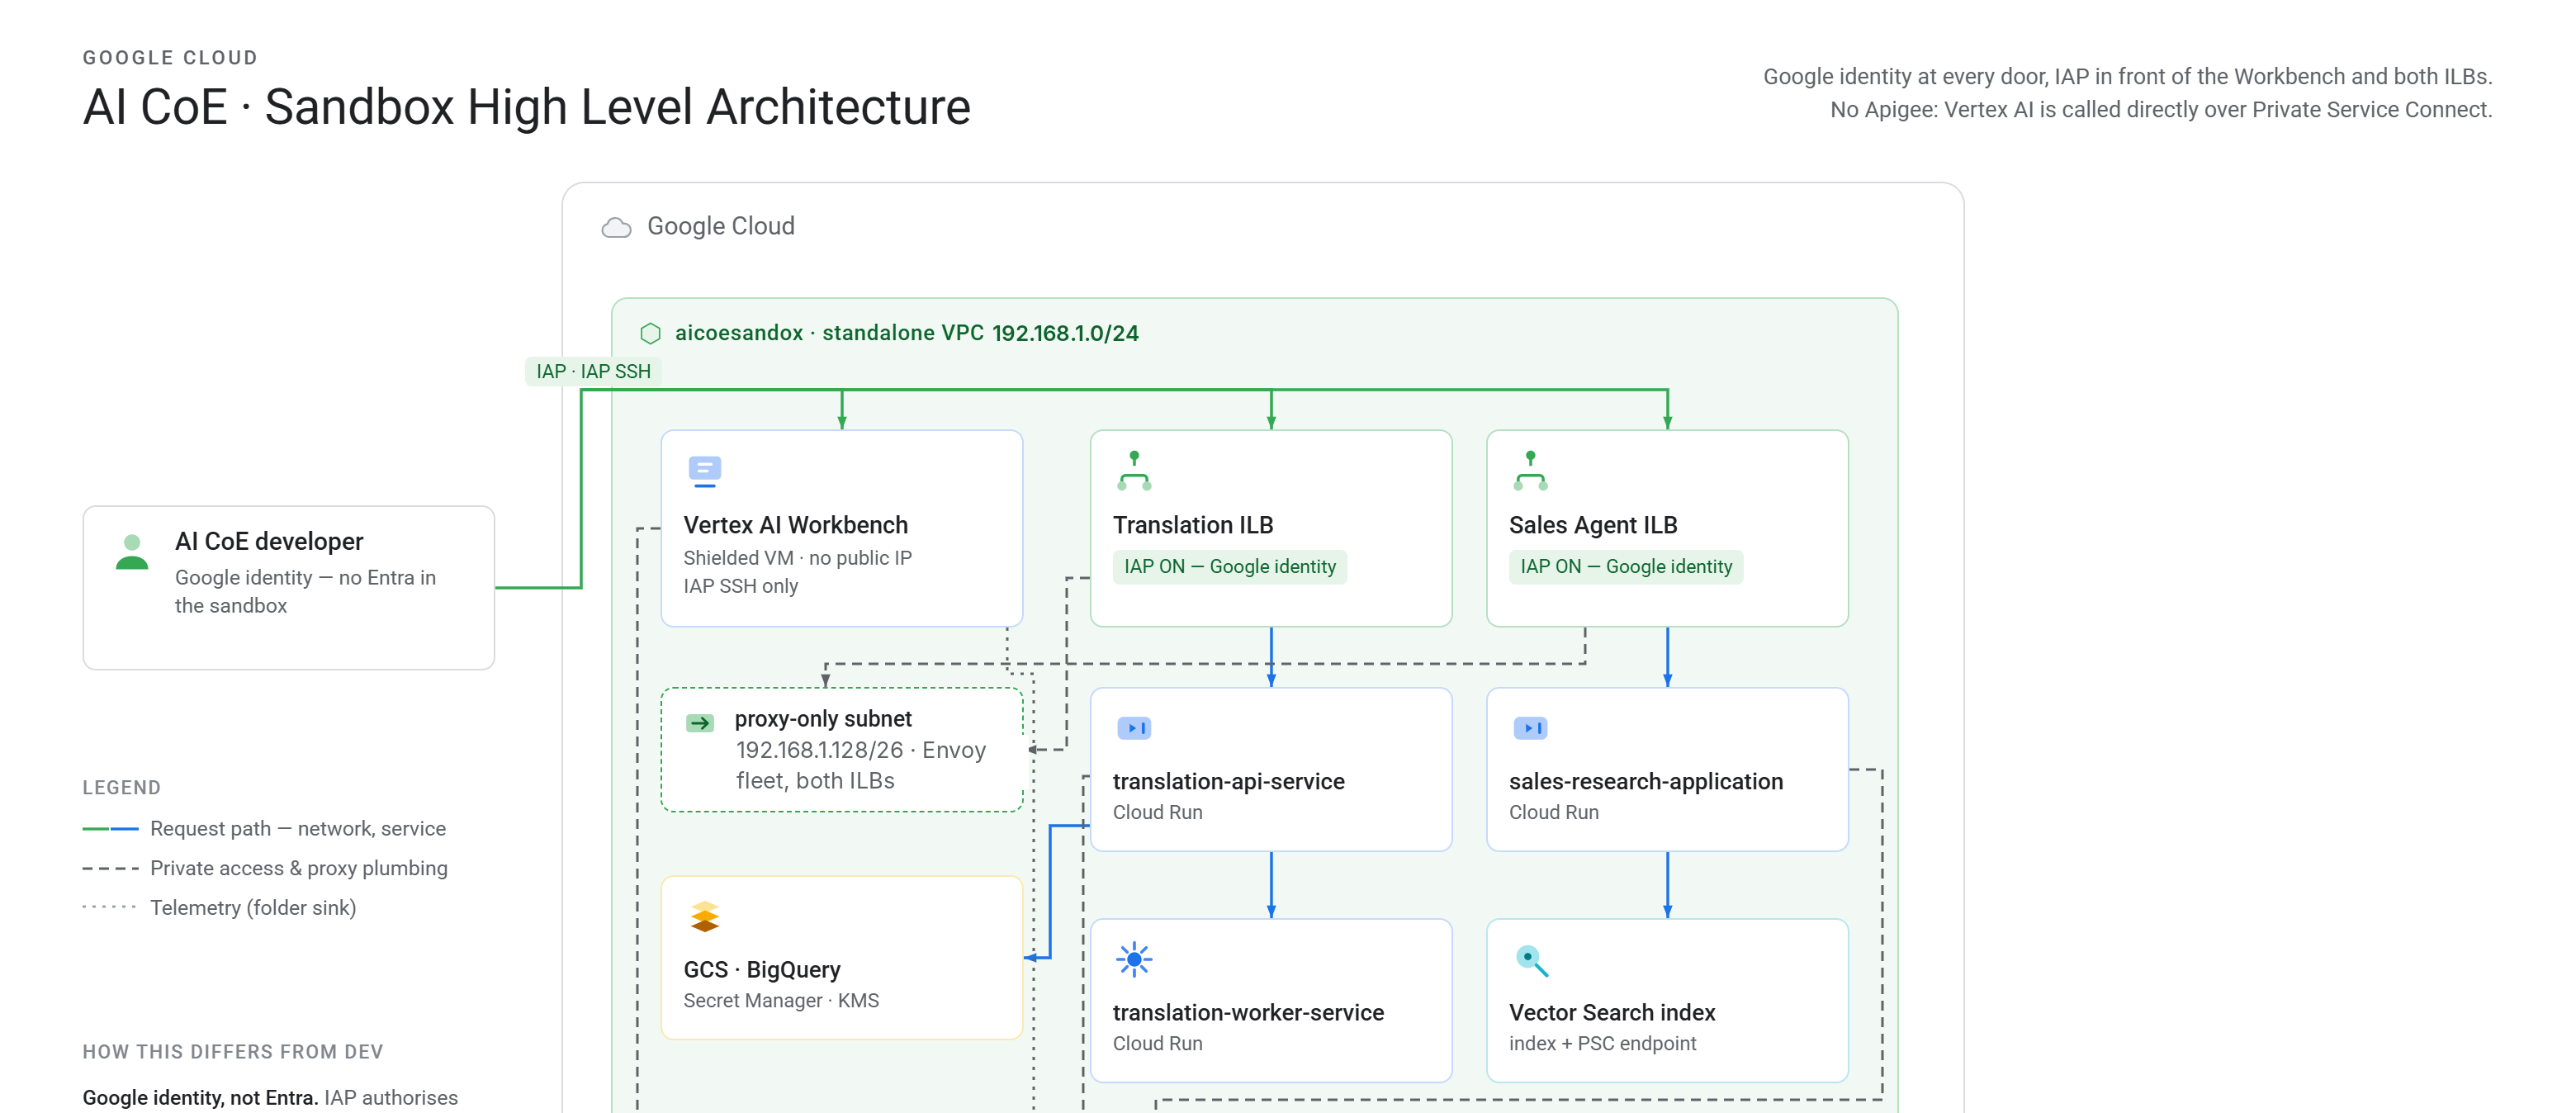 GOOGLE CLOUD
AI CoE · Sandbox High Level Architecture
Google identity at every door, IAP in front of the Workbench and both ILBs.
No Apigee: Vertex AI is called directly over Private Service Connect.
Google Cloud
aicoesandox · standalone VPC 192.168.1.0/24
IAP · IAP SSH
AI CoE developer
Google identity — no Entra in
the sandbox
Vertex AI Workbench
Shielded VM · no public IP
IAP SSH only
Translation ILB
IAP ON — Google identity
Sales Agent ILB
IAP ON — Google identity
proxy-only subnet
192.168.1.128/26 · Envoy
fleet, both ILBs
translation-api-service
Cloud Run
sales-research-application
Cloud Run
GCS · BigQuery
Secret Manager · KMS
translation-worker-service
Cloud Run
Vector Search index
index + PSC endpoint
LEGEND
Request path — network, service
Private access & proxy plumbing
Telemetry (folder sink)
HOW THIS DIFFERS FROM DEV
Google identity, not Entra. IAP authorises